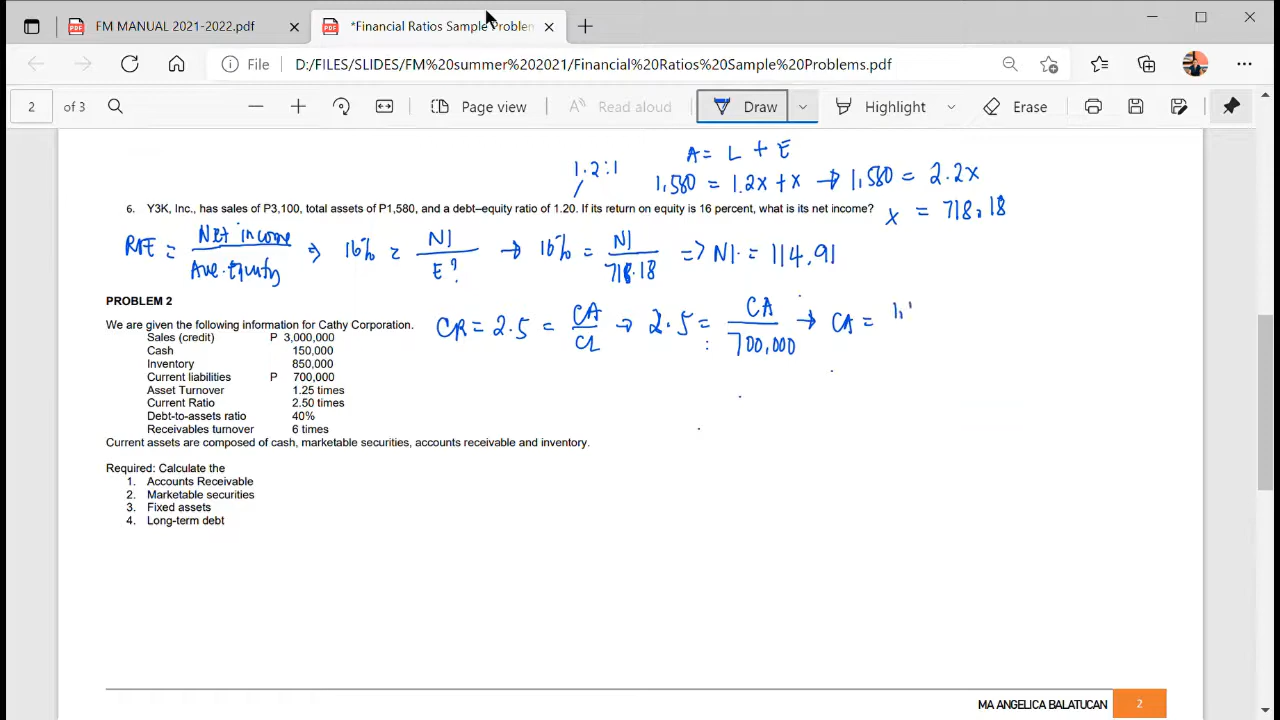 FM MANUAL 2021-2022.pdf
*Financial Ratios Sample Problem
File D:/FILES/SLIDES/FM%20summer%202021/Financial%20Ratios%20Sample%20Problems.pdf
2 of 3 Page view Read aloud Draw Highlight Erase
A = L + E
1.2:1
1,580 = 1.2x + x → 1,580 = 2.2x
6. Y3K, Inc., has sales of P3,100, total assets of P1,580, and a debt–equity ratio of 1.20. If its return on equity is 16 percent, what is its net income?
x = 718.18
= Net income / Ave. Equity → 16% = NI / E? → 16% = NI / 718.18 => NI = 114.91
PROBLEM 2
We are given the following information for Cathy Corporation.
CR = 2.5 = CA / CL → 2.5 = CA / 700,000 → CA =
Sales (credit) P 3,000,000
Cash 150,000
Inventory 850,000
Current liabilities P 700,000
Asset Turnover 1.25 times
Current Ratio 2.50 times
Debt-to-assets ratio 40%
Receivables turnover 6 times
Current assets are composed of cash, marketable securities, accounts receivable and inventory.
Required: Calculate the
1. Accounts Receivable
2. Marketable securities
3. Fixed assets
4. Long-term debt
MA ANGELICA BALATUCAN 2